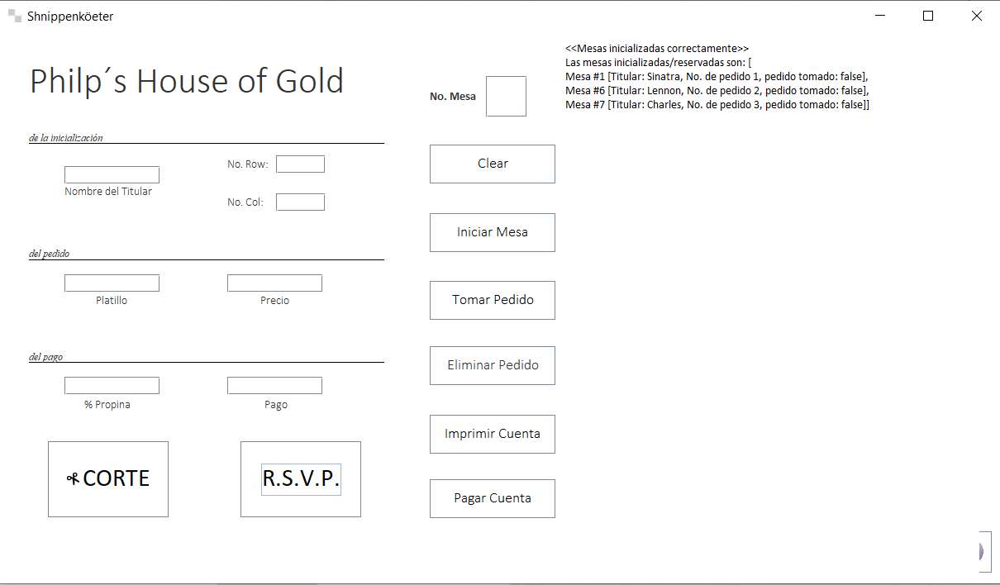 Shnippenköeter
Philp´s House of Gold
de la inicialización
Nombre del Titular
No. Row:
No. Col:
del pedido
Platillo
Precio
del pago
% Propina
Pago
CORTE
R.S.V.P.
No. Mesa
Clear
Iniciar Mesa
Tomar Pedido
Eliminar Pedido
Imprimir Cuenta
Pagar Cuenta
<<Mesas inicializadas correctamente>>
Las mesas inicializadas/reservadas son: [
Mesa #1 [Titular: Sinatra, No. de pedido 1, pedido tomado: false],
Mesa #6 [Titular: Lennon, No. de pedido 2, pedido tomado: false],
Mesa #7 [Titular: Charles, No. de pedido 3, pedido tomado: false]]